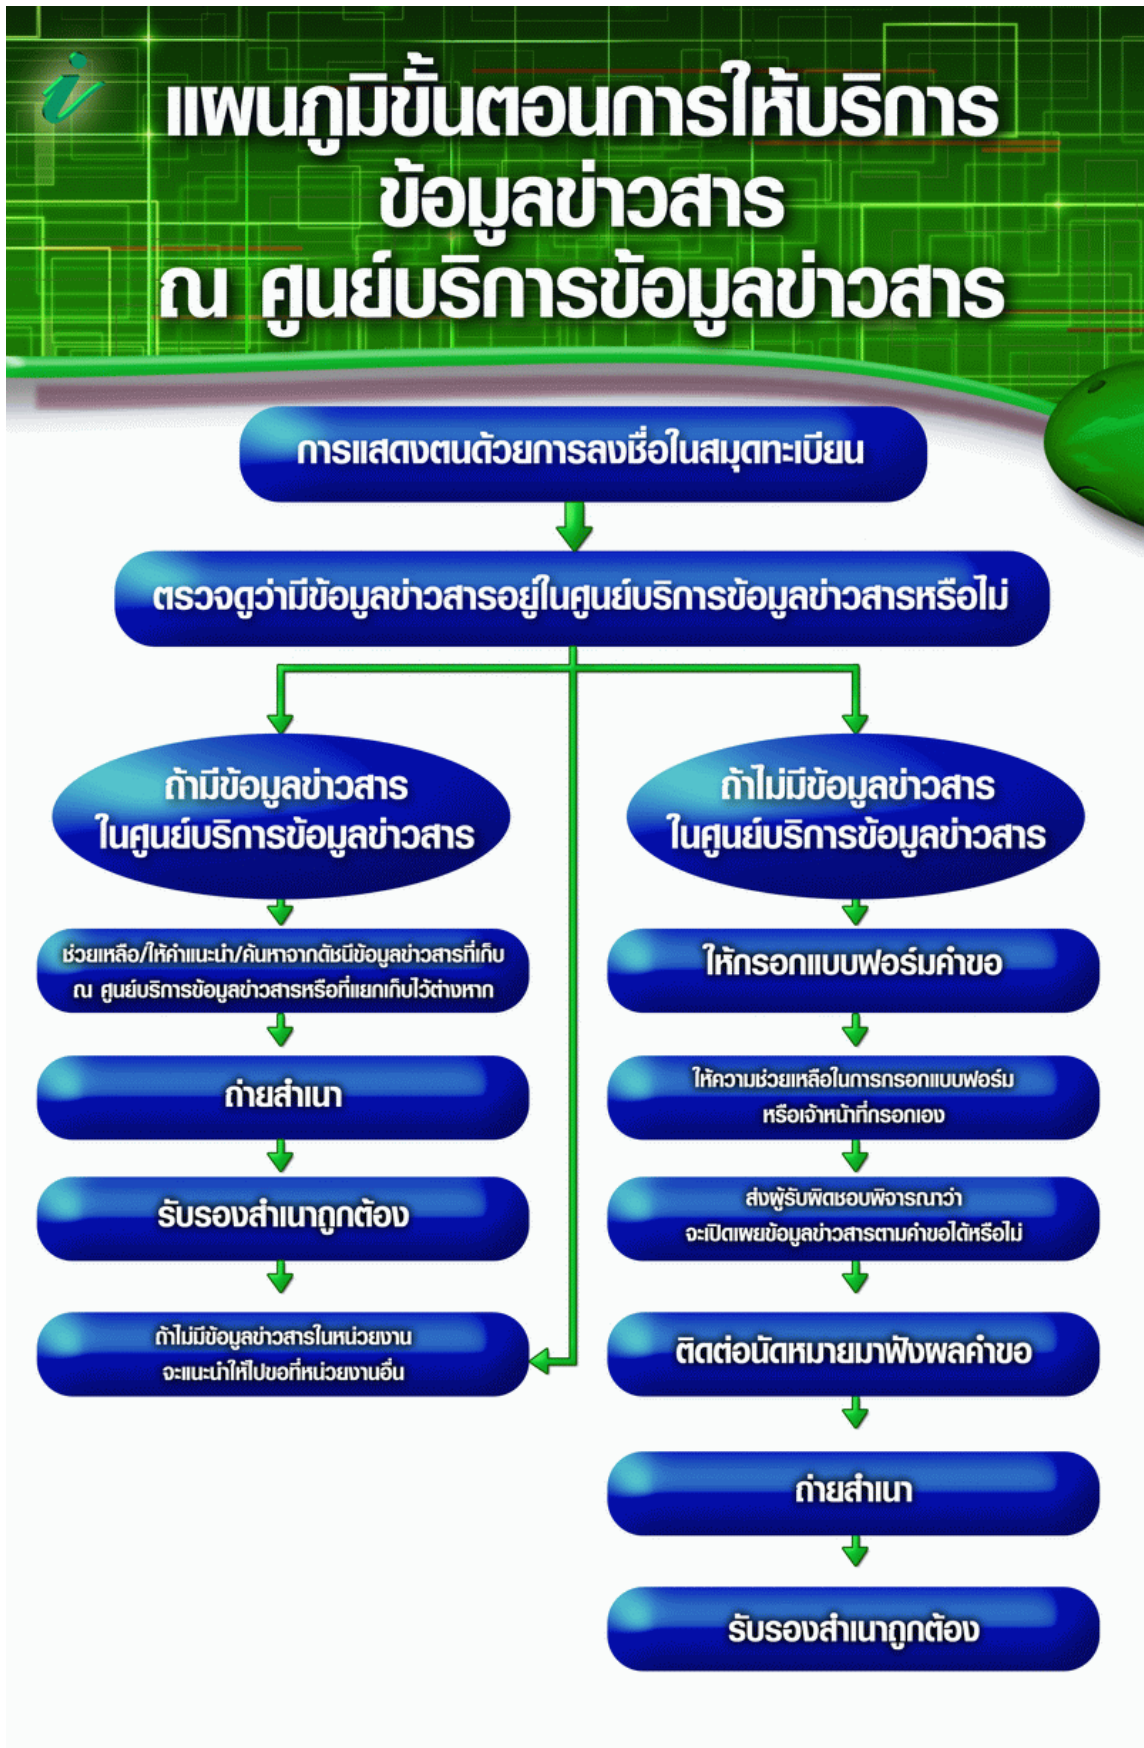 i
แผนภูมิขั้นตอนการให้บริการ
ข้อมูลข่าวสาร
ณ ศูนย์บริการข้อมูลข่าวสาร
การแสดงตนด้วยการลงชื่อในสมุดทะเบียน
ตรวจดูว่ามีข้อมูลข่าวสารอยู่ในศูนย์บริการข้อมูลข่าวสารหรือไม่
ถ้ามีข้อมูลข่าวสาร
ในศูนย์บริการข้อมูลข่าวสาร
ช่วยเหลือ/ให้คำแนะนำ/ค้นหาจากดัชนีข้อมูลข่าวสารที่เก็บ
ณ ศูนย์บริการข้อมูลข่าวสารหรือที่แยกเก็บไว้ต่างหาก
ถ่ายสำเนา
รับรองสำเนาถูกต้อง
ถ้าไม่มีข้อมูลข่าวสารในหน่วยงาน
จะแนะนำให้ไปขอที่หน่วยงานอื่น
ถ้าไม่มีข้อมูลข่าวสาร
ในศูนย์บริการข้อมูลข่าวสาร
ให้กรอกแบบฟอร์มคำขอ
ให้ความช่วยเหลือในการกรอกแบบฟอร์ม
หรือเจ้าหน้าที่กรอกเอง
ส่งผู้รับผิดชอบพิจารณาว่า
จะเปิดเผยข้อมูลข่าวสารตามคำขอได้หรือไม่
ติดต่อนัดหมายมาฟังผลคำขอ
ถ่ายสำเนา
รับรองสำเนาถูกต้อง